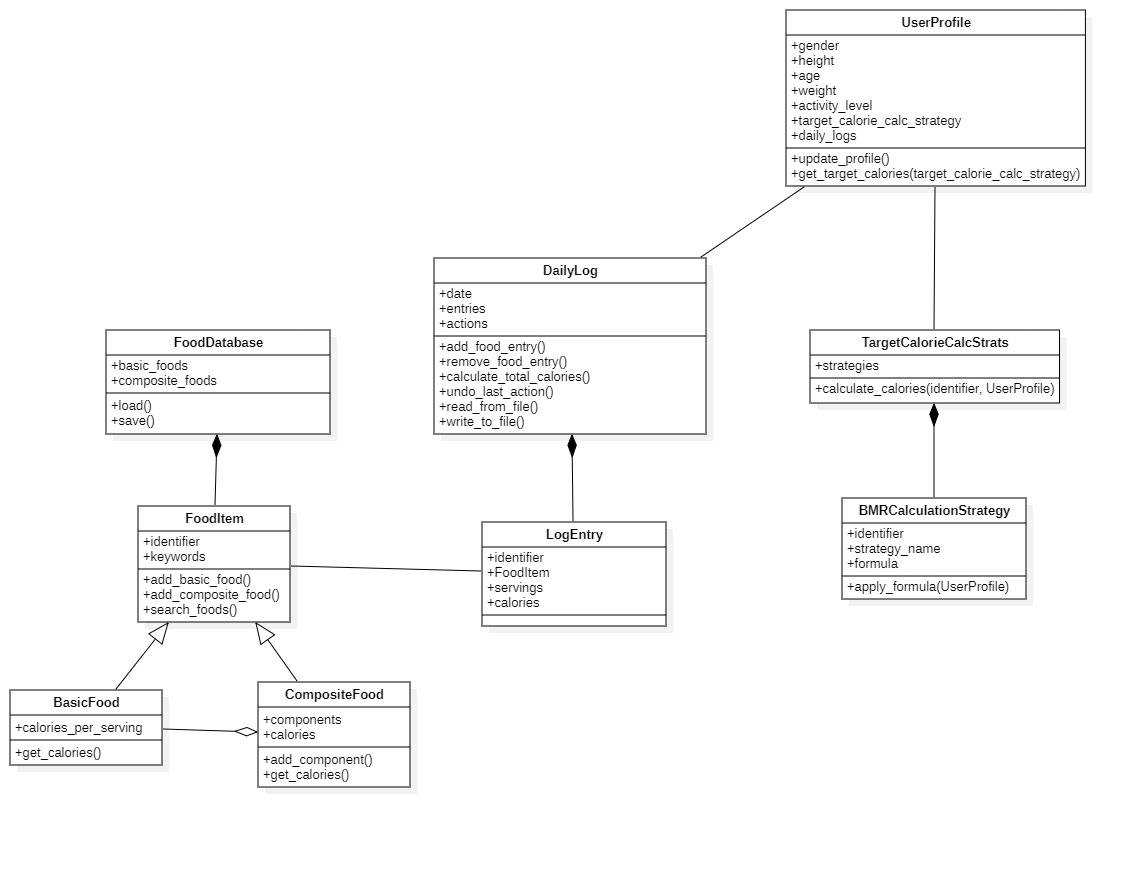 UserProfile
+gender
+height
+age
+weight
+activity_level
+target_calorie_calc_strategy
+daily_logs
+update_profile()
+get_target_calories(target_calorie_calc_strategy)
DailyLog
+date
+entries
+actions
+add_food_entry()
+remove_food_entry()
+calculate_total_calories()
+undo_last_action()
+read_from_file()
+write_to_file()
FoodDatabase
+basic_foods
+composite_foods
+load()
+save()
TargetCalorieCalcStrats
+strategies
+calculate_calories(identifier, UserProfile)
FoodItem
+identifier
+keywords
+add_basic_food()
+add_composite_food()
+search_foods()
LogEntry
+identifier
+FoodItem
+servings
+calories
BMRCalculationStrategy
+identifier
+strategy_name
+formula
+apply_formula(UserProfile)
BasicFood
+calories_per_serving
+get_calories()
CompositeFood
+components
+calories
+add_component()
+get_calories()